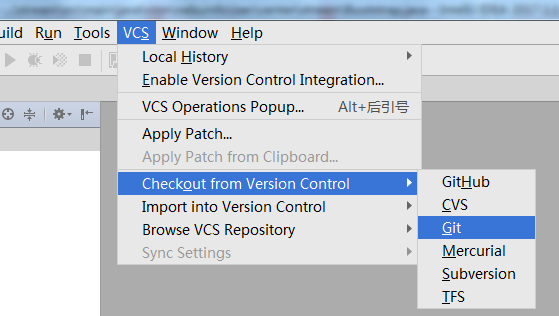 uild Run Tools VCS Window Help
Local History
Enable Version Control Integration...
VCS Operations Popup... Alt+后引号
Apply Patch...
Apply Patch from Clipboard...
Checkout from Version Control
Import into Version Control
Browse VCS Repository
Sync Settings
GitHub
CVS
Git
Mercurial
Subversion
TFS